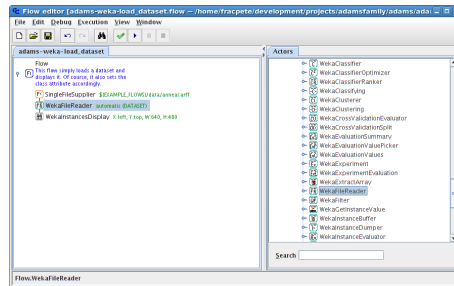 Flow editor [adams-weka-load_dataset.flow – /home/fracpete/development/projects/adamsfamily/adams/adams
File Edit Debug Execution View Window
adams-weka-load_dataset
Flow
This flow simply loads a dataset and
displays it. Of course, it also sets the
class attribute accordingly.
SingleFileSupplier ${EXAMPLE_FLOWS}/data/anneal.arff
WekaFileReader automatic (DATASET)
WekaInstancesDisplay X:left, Y:top, W:640, H:480
Actors
WekaClassifier
WekaClassifierOptimizer
WekaClassifierRanker
WekaClassifying
WekaClusterer
WekaClustering
WekaCrossValidationEvaluator
WekaCrossValidationSplit
WekaEvaluationSummary
WekaEvaluationValuePicker
WekaEvaluationValues
WekaExperiment
WekaExperimentEvaluation
WekaExtractArray
WekaFileReader
WekaFilter
WekaGetInstanceValue
WekaInstanceBuffer
WekaInstanceDumper
WekaInstanceEvaluator
Search
Flow.WekaFileReader